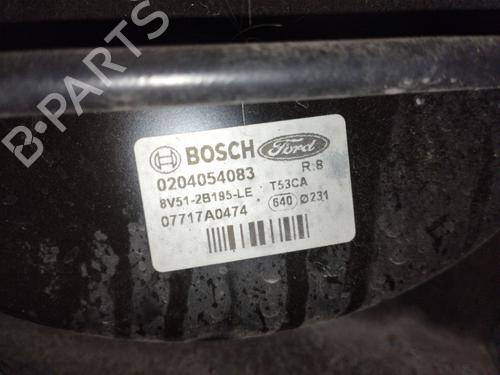 B-PARTS
BOSCH Ford
0204054083 R:8
8V51-2B195-LE T53CA
07717A0474 640 Ø231